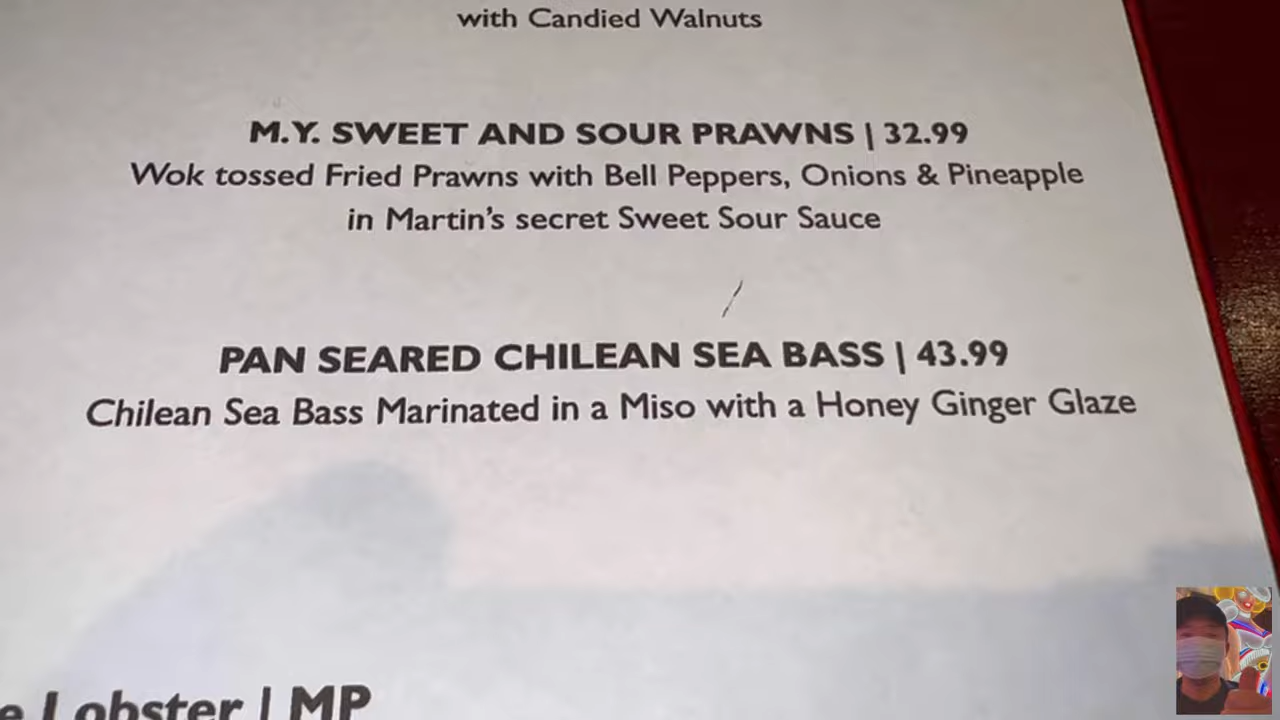 with Candied Walnuts
M.Y. SWEET AND SOUR PRAWNS | 32.99
Wok tossed Fried Prawns with Bell Peppers, Onions & Pineapple
in Martin's secret Sweet Sour Sauce
PAN SEARED CHILEAN SEA BASS | 43.99
Chilean Sea Bass Marinated in a Miso with a Honey Ginger Glaze
Lobster | MP